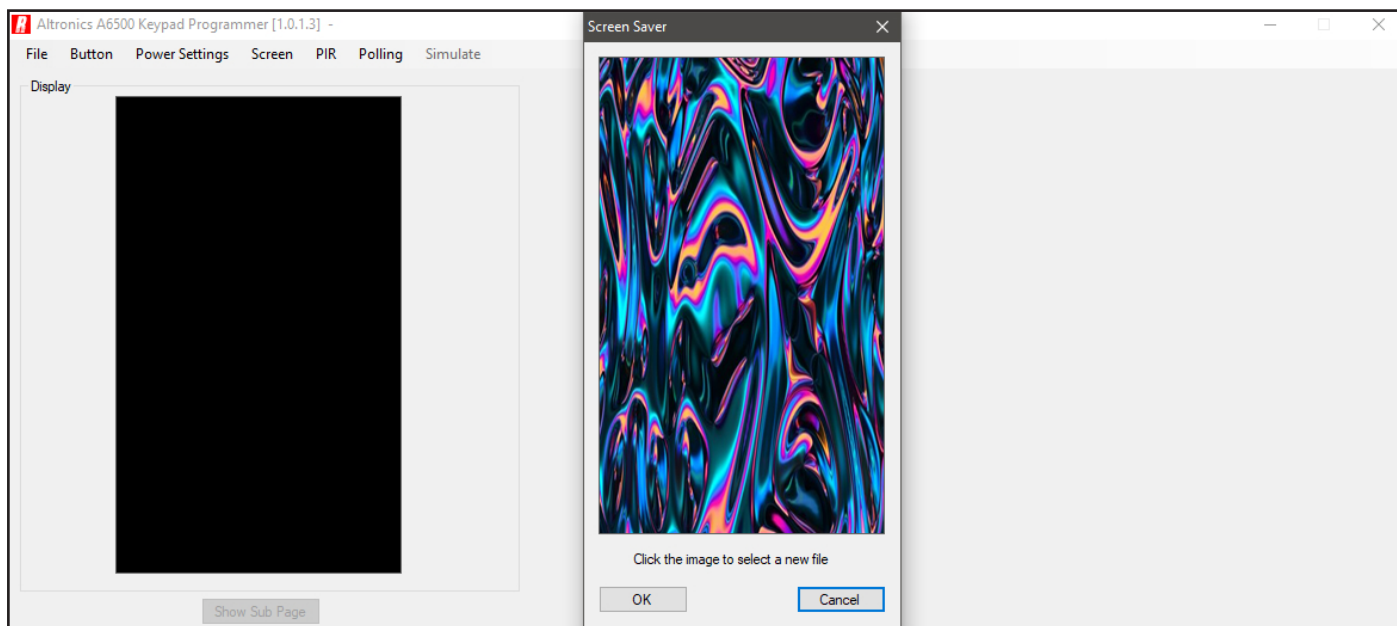 R Altronics A6500 Keypad Programmer [1.0.1.3] -
File Button Power Settings Screen PIR Polling Simulate
Display
Show Sub Page
Screen Saver
Click the image to select a new file
OK Cancel